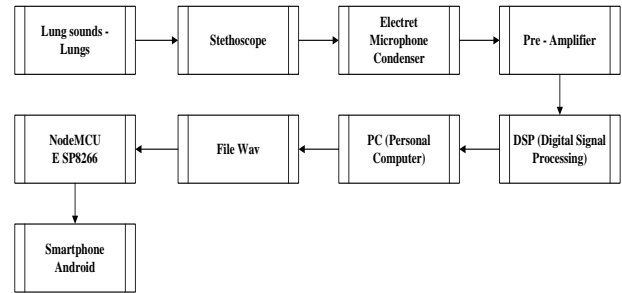 Lung sounds -
Lungs
Stethoscope
Electret
Microphone
Condenser
Pre - Amplifier
DSP (Digital Signal
Processing)
PC (Personal
Computer)
File Wav
NodeMCU
E SP8266
Smartphone
Android